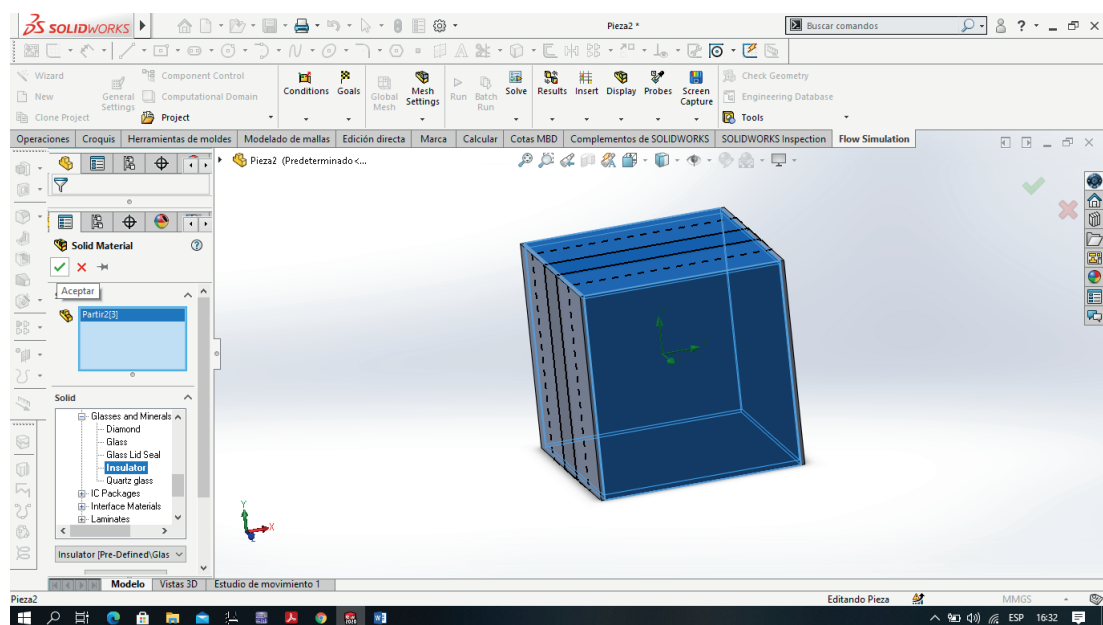 SOLIDWORKS
Pieza2 *
Buscar comandos
Wizard
New
Clone Project
General Settings
Component Control
Computational Domain
Project
Conditions
Goals
Global Mesh
Mesh Settings
Run
Batch Run
Solve
Results
Insert
Display
Probes
Screen Capture
Check Geometry
Engineering Database
Tools
Operaciones Croquis Herramientas de moldes Modelado de mallas Edición directa Marca Calcular Cotas MBD Complementos de SOLIDWORKS SOLIDWORKS Inspection Flow Simulation
Pieza2 (Predeterminado <...
Solid Material
Aceptar
Partir2[3]
Solid
Glasses and Minerals
Diamond
Glass
Glass Lid Seal
Insulator
Quartz glass
IC Packages
Interface Materials
Laminates
Insulator [Pre-Defined\Glas
Y
X
Modelo Vistas 3D Estudio de movimiento 1
Pieza2 Editando Pieza MMGS
ESP 16:32